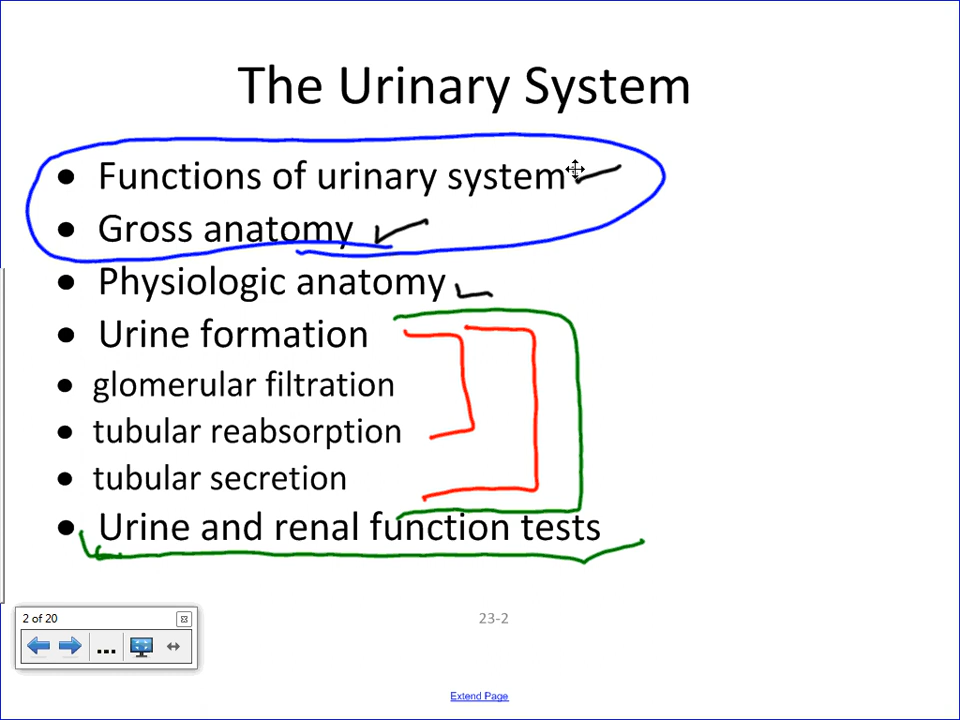 The Urinary System
• Functions of urinary system
• Gross anatomy
• Physiologic anatomy
• Urine formation
• glomerular filtration
• tubular reabsorption
• tubular secretion
• Urine and renal function tests
2 of 20
...
23-2
Extend Page